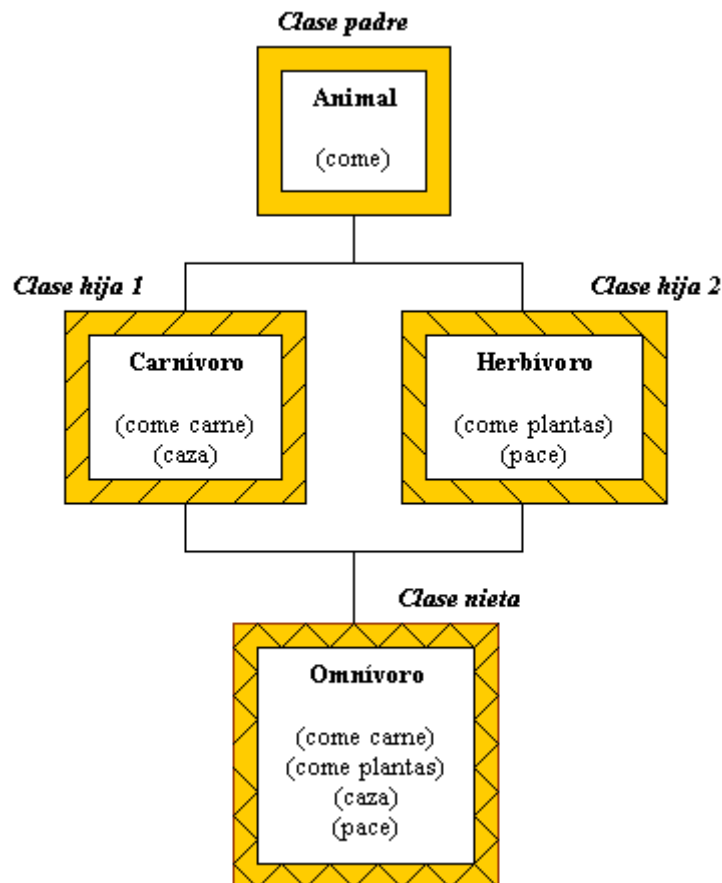 Clase padre
Animal
(come)
Clase hija 1
Clase hija 2
Carnívoro
(come carne)
(caza)
Herbívoro
(come plantas)
(pace)
Clase nieta
Omnívoro
(come carne)
(come plantas)
(caza)
(pace)